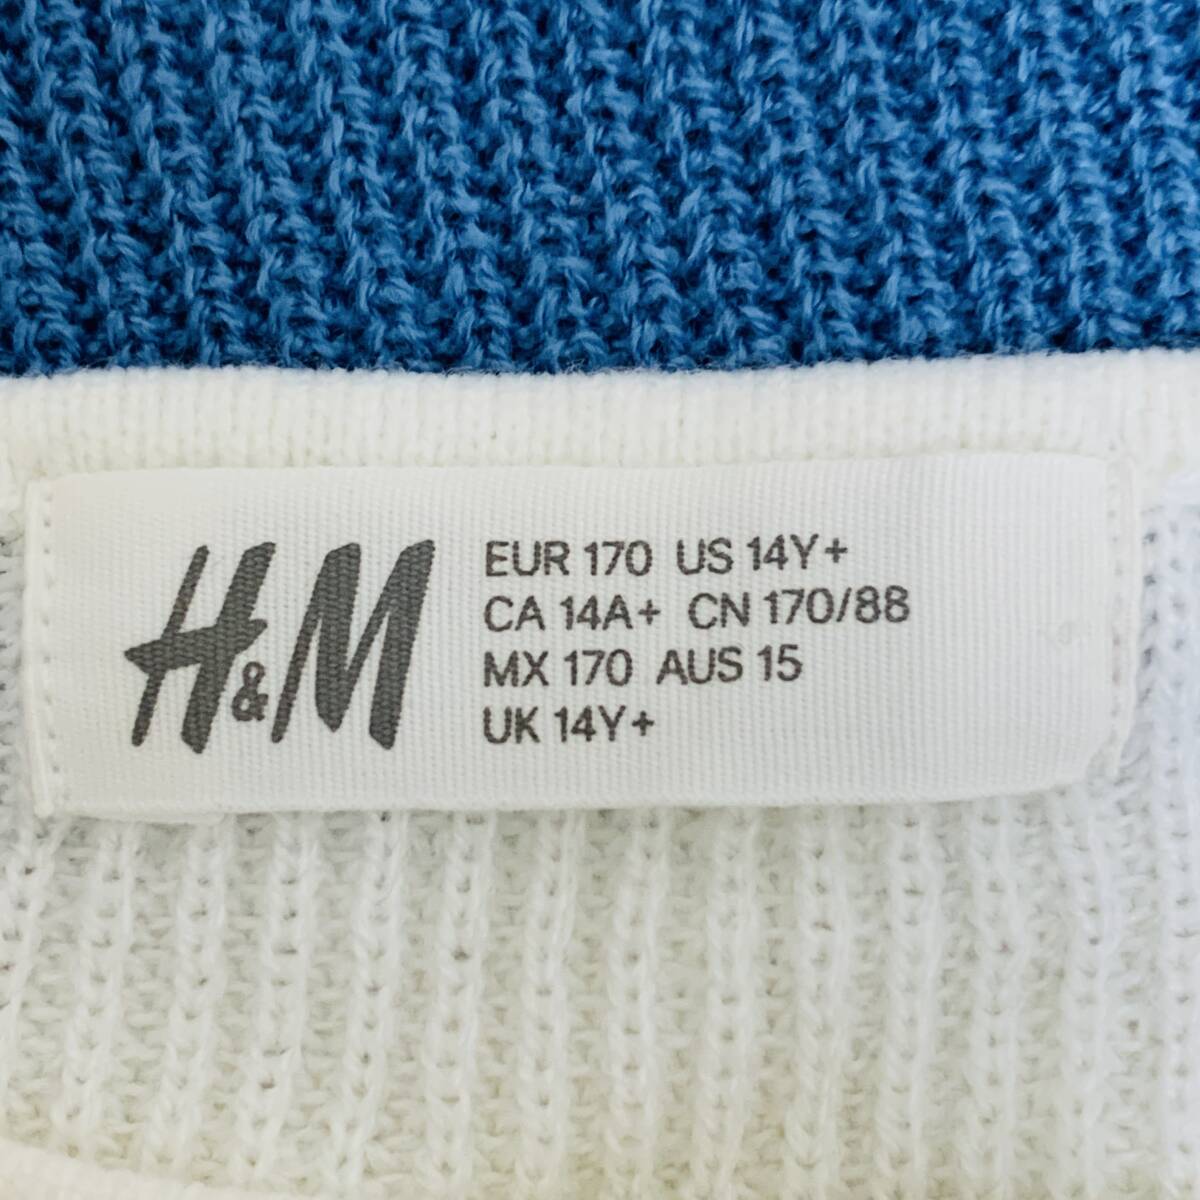 H&M
EUR 170 US 14Y+
CA 14A+ CN 170/88
MX 170 AUS 15
UK 14Y+